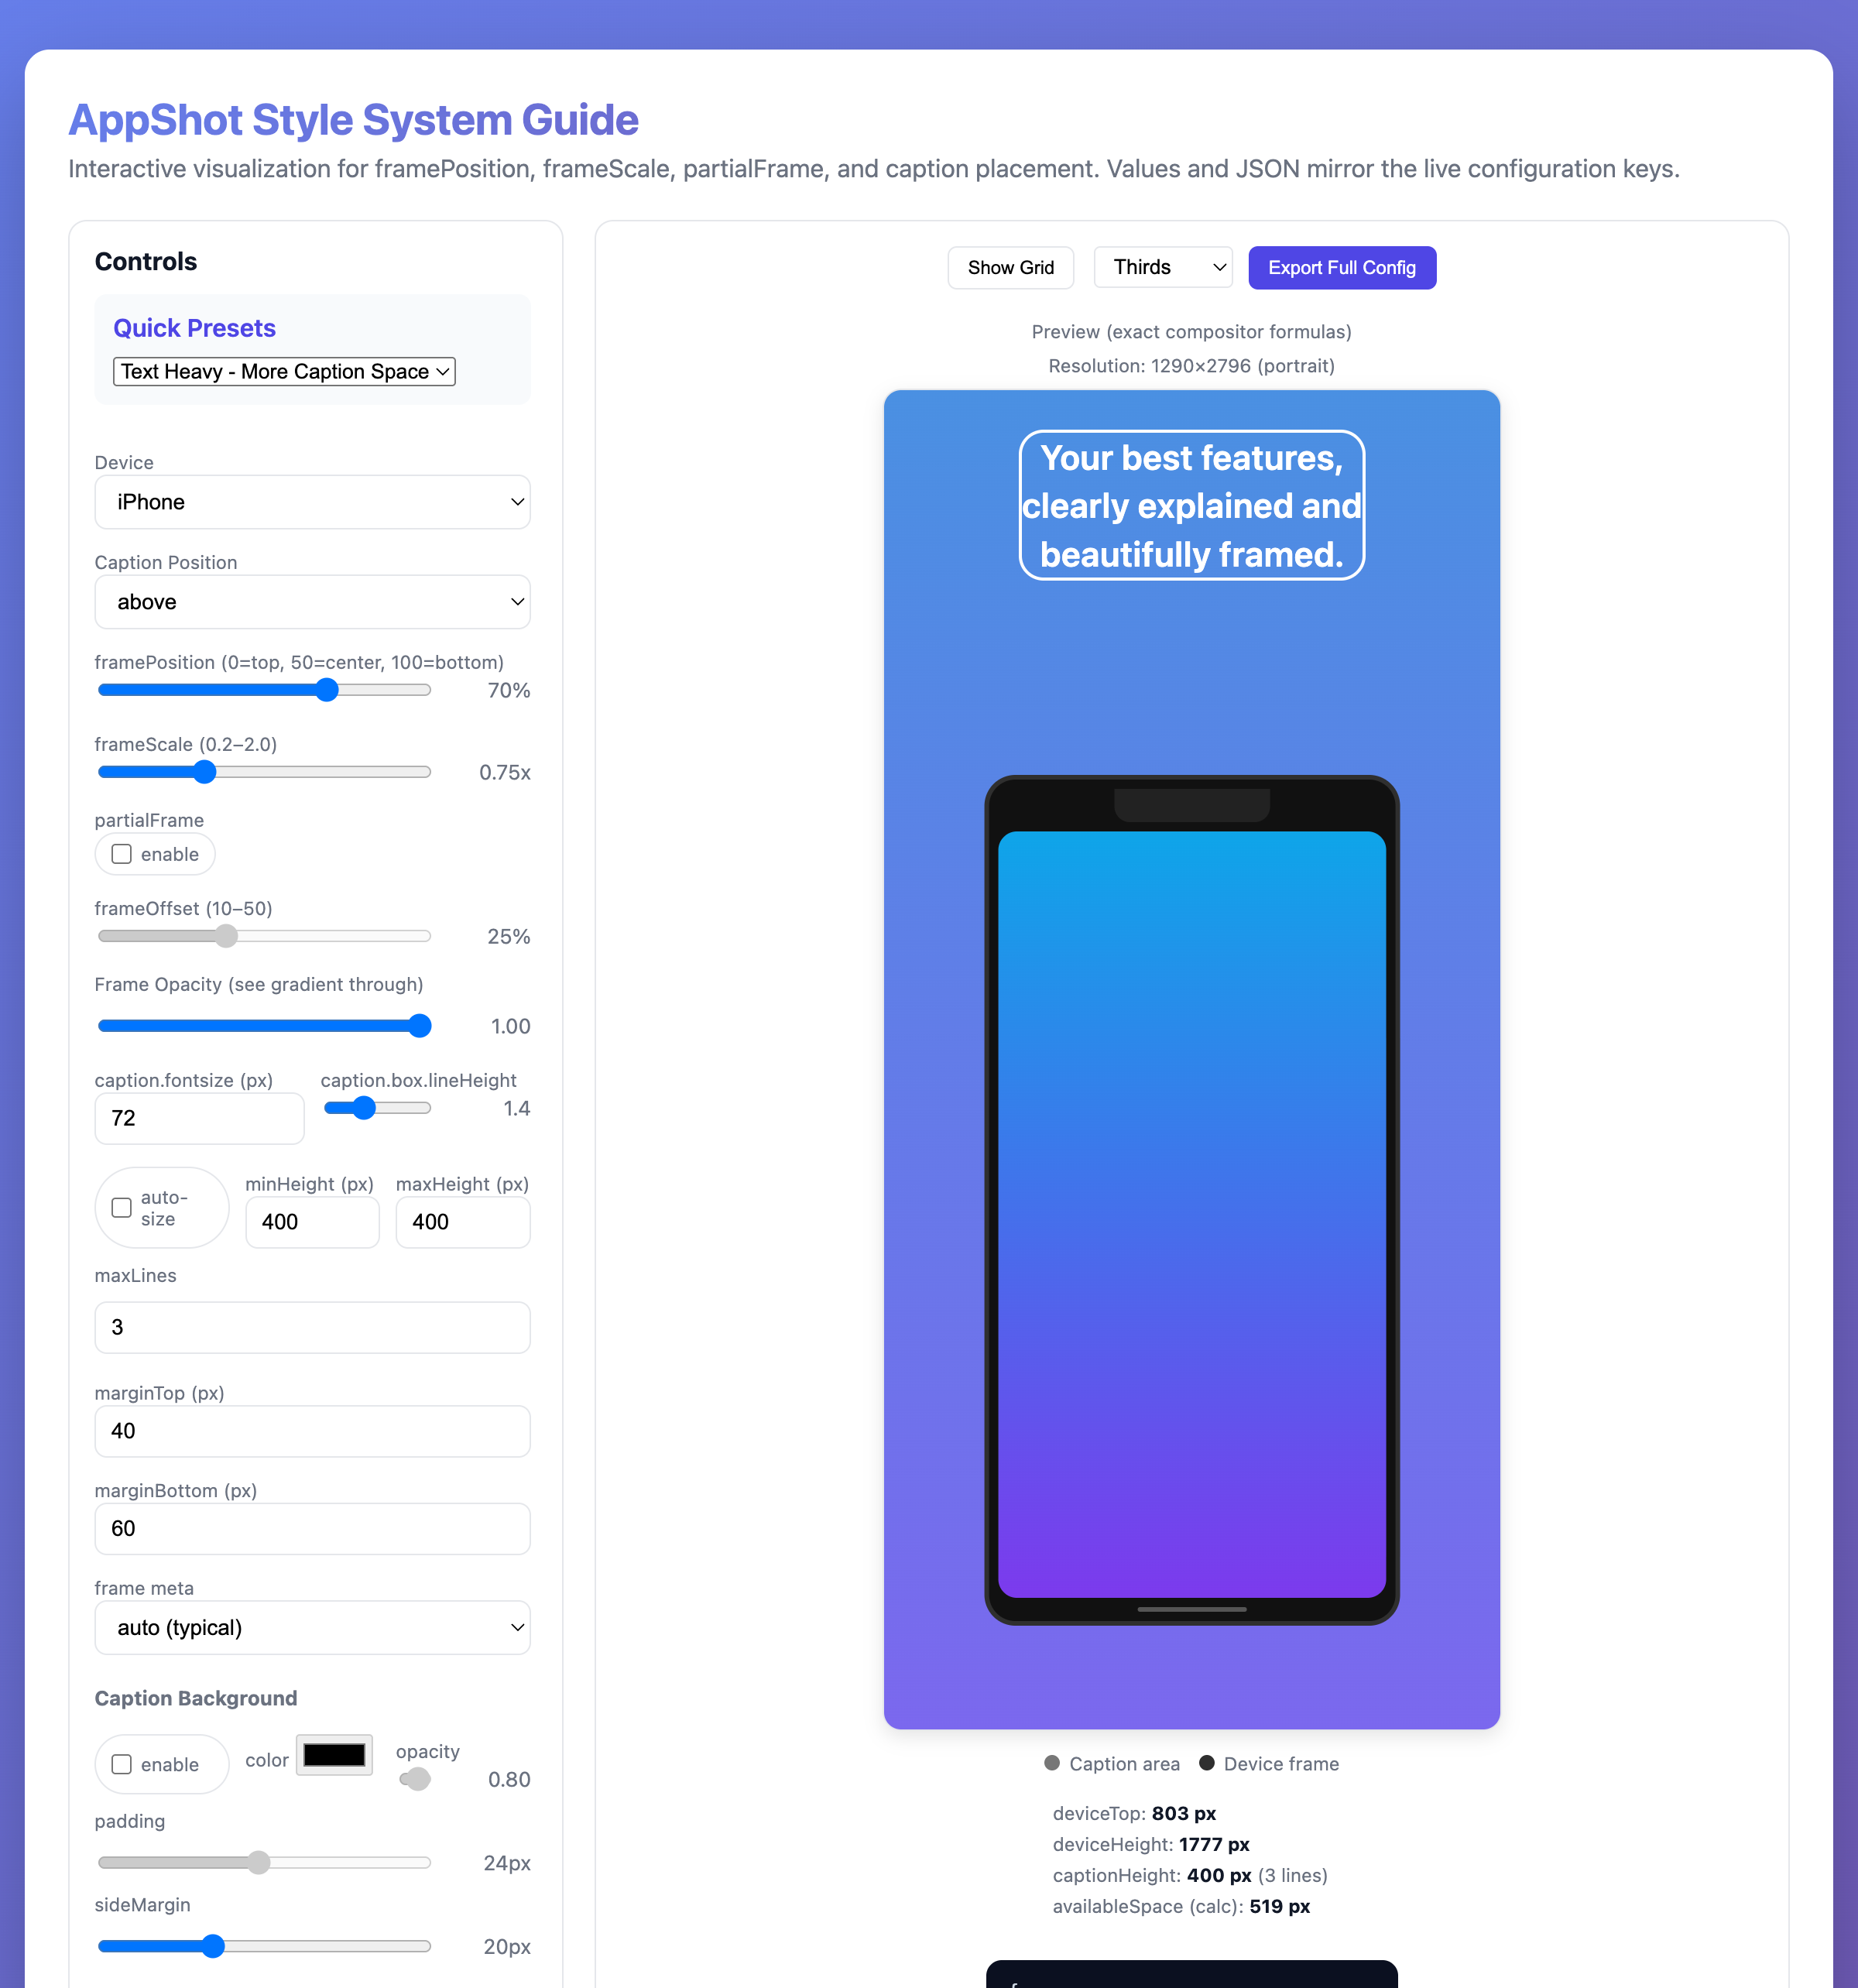 AppShot Style System Guide
Interactive visualization for framePosition, frameScale, partialFrame, and caption placement. Values and JSON mirror the live configuration keys.
Controls
Quick Presets
Text Heavy - More Caption Space
Device
iPhone
Caption Position
above
framePosition (0=top, 50=center, 100=bottom)
70%
frameScale (0.2–2.0)
0.75x
partialFrame
enable
frameOffset (10–50)
25%
Frame Opacity (see gradient through)
1.00
caption.fontsize (px)
72
caption.box.lineHeight
1.4
auto-
size
minHeight (px)
400
maxHeight (px)
400
maxLines
3
marginTop (px)
40
marginBottom (px)
60
frame meta
auto (typical)
Caption Background
enable
color
opacity
0.80
padding
24px
sideMargin
20px
Show Grid
Thirds
Export Full Config
Preview (exact compositor formulas)
Resolution: 1290×2796 (portrait)
Your best features,
clearly explained and
beautifully framed.
Caption area
Device frame
deviceTop: 803 px
deviceHeight: 1777 px
captionHeight: 400 px (3 lines)
availableSpace (calc): 519 px